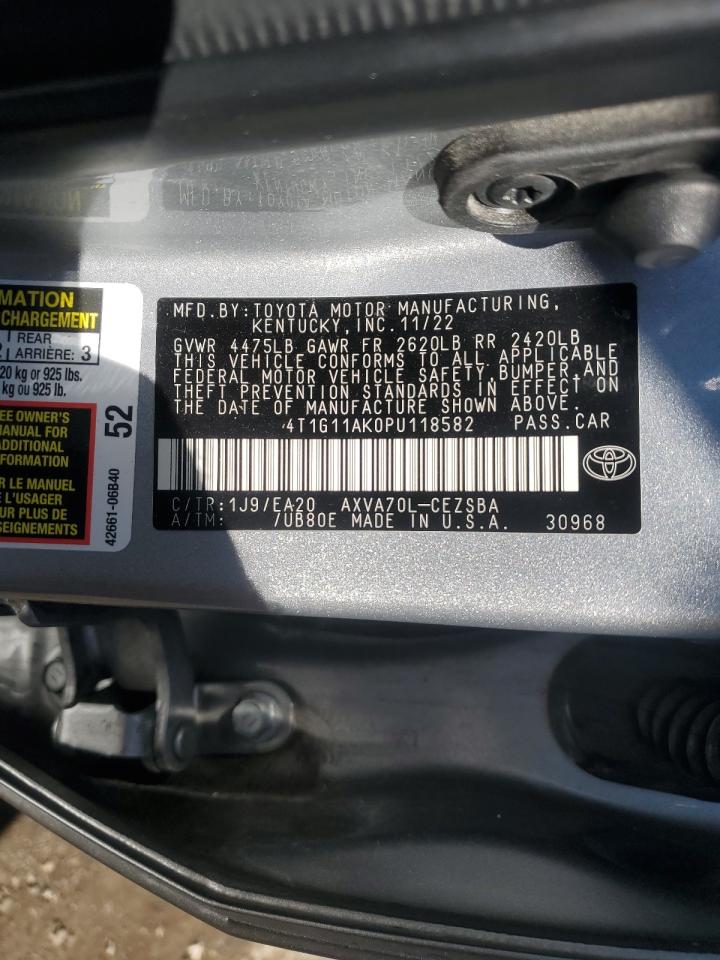 MFD.BY:TOYOTA MOTOR MANUFACTURING,
KENTUCKY, INC. 11/22
GVWR 4475LB GAWR FR 2620LB RR 2420LB
THIS VEHICLE CONFORMS TO ALL APPLICABLE
FEDERAL MOTOR VEHICLE SAFETY, BUMPER, AND
THEFT PREVENTION STANDARDS IN EFFECT ON
THE DATE OF MANUFACTURE SHOWN ABOVE.
4T1G11AK0PU118582 PASS.CAR
C/TR:1J9/EA20 AXVA70L-CEZSBA
A/TM: /UB80E MADE IN U.S.A. 30968
MATION
CHARGEMENT
REAR
ARRIÈRE: 3
20 kg or 925 lbs.
kg ou 925 lb.
EE OWNER'S
MANUAL FOR
ADDITIONAL
FORMATION
R LE MANUEL
E L'USAGER
OUR PLUS DE
52
42661-06B40